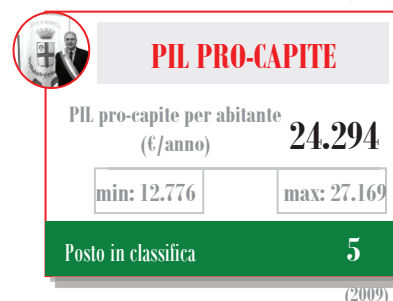 PIL PRO-CAPITE
PIL pro-capite per abitante
(€/anno)
24.294
min: 12.776
max: 27.169
Posto in classifica
5
(2009)